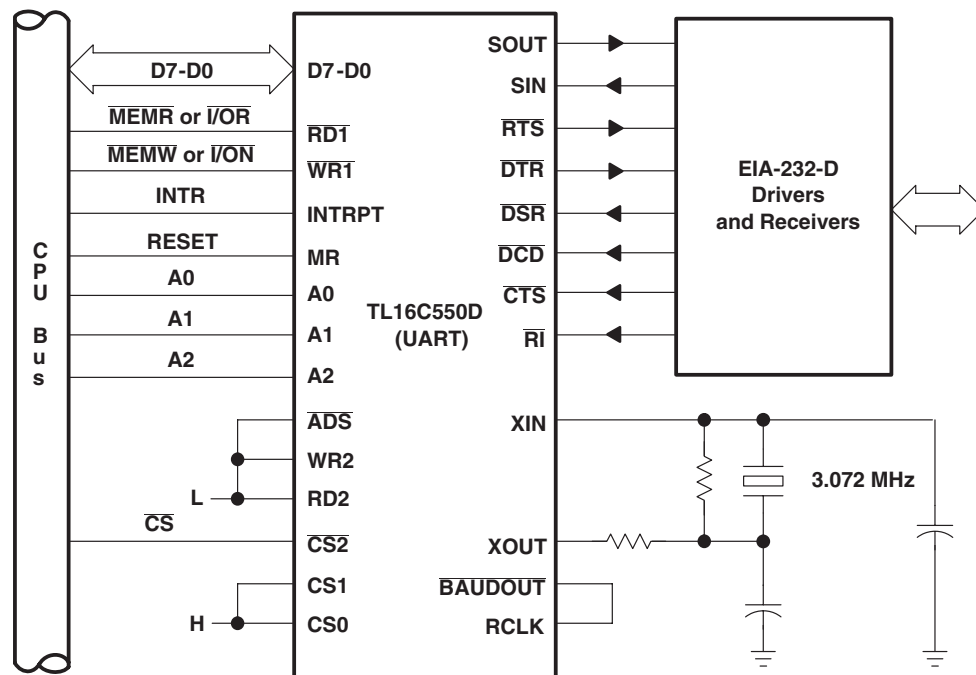 CPU Bus
D7-D0
MEMR or I/OR
MEMW or I/ON
INTR
RESET
A0
A1
A2
L
CS
H
D7-D0
RD1
WR1
INTRPT
MR
A0
A1
A2
ADS
WR2
RD2
CS2
CS1
CS0
TL16C550D
(UART)
SOUT
SIN
RTS
DTR
DSR
DCD
CTS
RI
XIN
XOUT
BAUDOUT
RCLK
EIA-232-D
Drivers
and Receivers
3.072 MHz